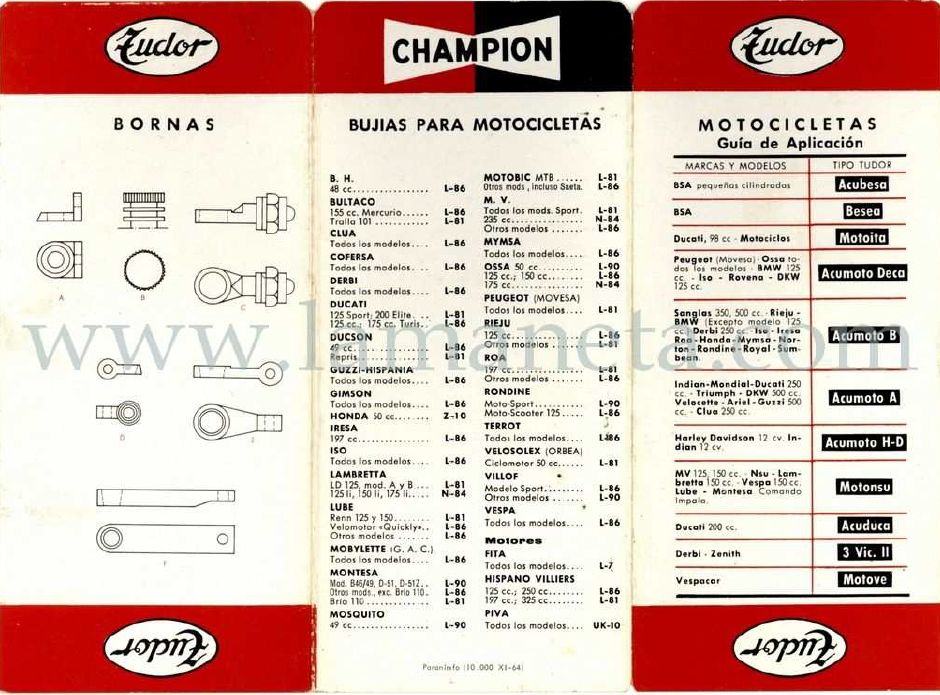 Tudor
BORNAS
A
B
C
D
E
F
Tudor
CHAMPION
BUJIAS PARA MOTOCICLETAS
B. H.
48 cc................ L-86
BULTACO
155 cc. Mercurio...... L-86
Tralla 101............ L-81
CLUA
Todos los modelos.... L-86
COFERSA
Todos los modelos.... L-86
DERBI
Todos los modelos.... L-86
DUCATI
125 Sport; 200 Elite... L-81
125 cc.; 175 cc. Turis.. L-86
DUCSON
49 cc................ L-86
Repris............... L-81
GUZZI-HISPANIA
Todos los modelos.... L-86
GIMSON
Todos los modelos.... L-86
HONDA 50 cc......... Z-10
IRESA
197 cc............... L-86
ISO
Todos los modelos.... L-86
LAMBRETTA
LD 125, mod. A y B.... L-81
125 li, 150 li, 175 li..... N-84
LUBE
Renn 125 y 150........ L-81
Velomotor «Quickly».. L-86
Otros modelos........ L-86
MOBYLETTE (G. A. C.)
Todos los modelos.... L-86
MONTESA
Mod. B46/49, D-51, D-512.. L-90
Otros mods., exc. Brio 110. L-86
Brío 110.............. L-81
MOSQUITO
49 cc................ L-90
MOTOBIC MTB...... L-81
Otros mods., incluso Saeta. L-86
M. V.
Todos los mods. Sport. L-81
235 cc................ N-84
Otros modelos....... L-86
MYMSA
Todos los modelos.... L-86
OSSA 50 cc.......... L-90
125 cc.; 150 cc....... L-86
175 cc............... N-84
PEUGEOT (MOVESA)
Todos los modelos.... L-81
RIEJU
125 cc............... L-86
Otros modelos....... L-81
ROA
197 cc............... L-81
Otros modelos....... L-86
RONDINE
Moto-Sport.......... L-90
Moto-Scooter 125..... L-86
TERROT
Todos los modelos.... L-86
VELOSOLEX (ORBEA)
Ciclomotor 50 cc...... L-81
VILLOF
Modelo Sport......... L-86
Otros modelos....... L-90
VESPA
Todos los modelos.... L-86
Motores
FITA
Todos los modelos.... L-7
HISPANO VILLIERS
125 cc.; 250 cc........ L-86
197 cc.; 325 cc........ L-81
PIVA
Todos los modelos.... UK-10
Paraninfo (10.000 XI-64)
Tudor
MOTOCICLETAS
Guía de Aplicación
MARCAS Y MODELOS TIPO TUDOR
BSA pequeñas cilindradas Acubesa
BSA Besea
Ducati, 98 cc - Motociclos Motoita
Peugeot (Movesa) - Ossa to-
dos los modelos - BMW 125
cc. - Iso - Rovena - DKW
125 cc.
Acumoto Deca
Sanglas 350, 500 cc. - Rieju -
BMW (Excepto modelo 125
cc.) - Derbi 250 cc - Iso - Iresa
Roa - Honda - Mymsa - Nor-
ton - Rondine - Royal - Sum-
bean.
Acumoto B
Indian - Mondial - Ducati 250
cc. - Triumph - DKW 500 cc.
Velocette - Ariel - Guzzi 500
cc. - Clua 250 cc.
Acumoto A
Harley Davidson 12 cv. In-
dian 12 cv.
Acumoto H-D
MV 125, 150 cc. - Nsu - Lam-
bretta 150 cc. - Vespa 150 cc.
Lube - Montesa Comando
Impala.
Motonsu
Ducati 200 cc. Acuduca
Derbi - Zenith 3 Vic. II
Vespacar Motove
Tudor
www.lamaneta.com